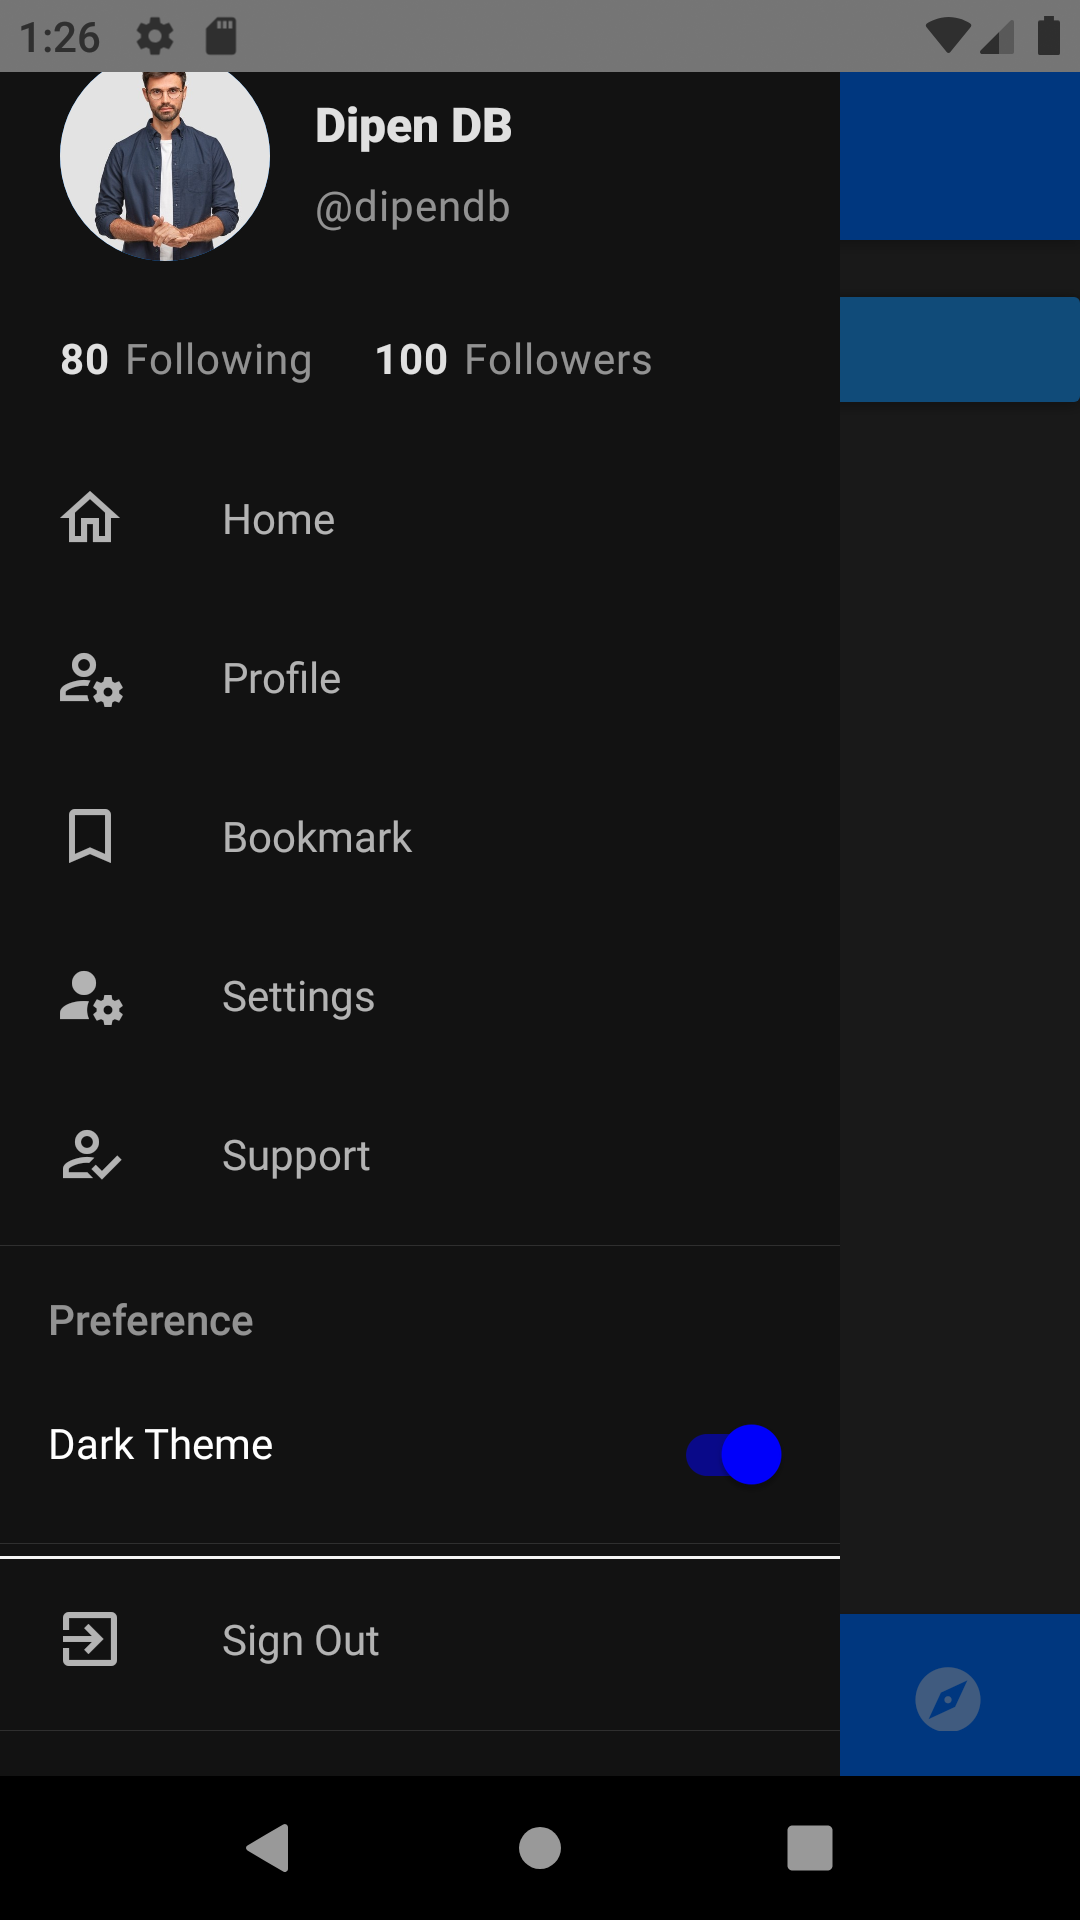 1:26
Dipen DB
@dipendb
80 Following 100 Followers
Home
Profile
Bookmark
Settings
Support
Preference
Dark Theme
Sign Out